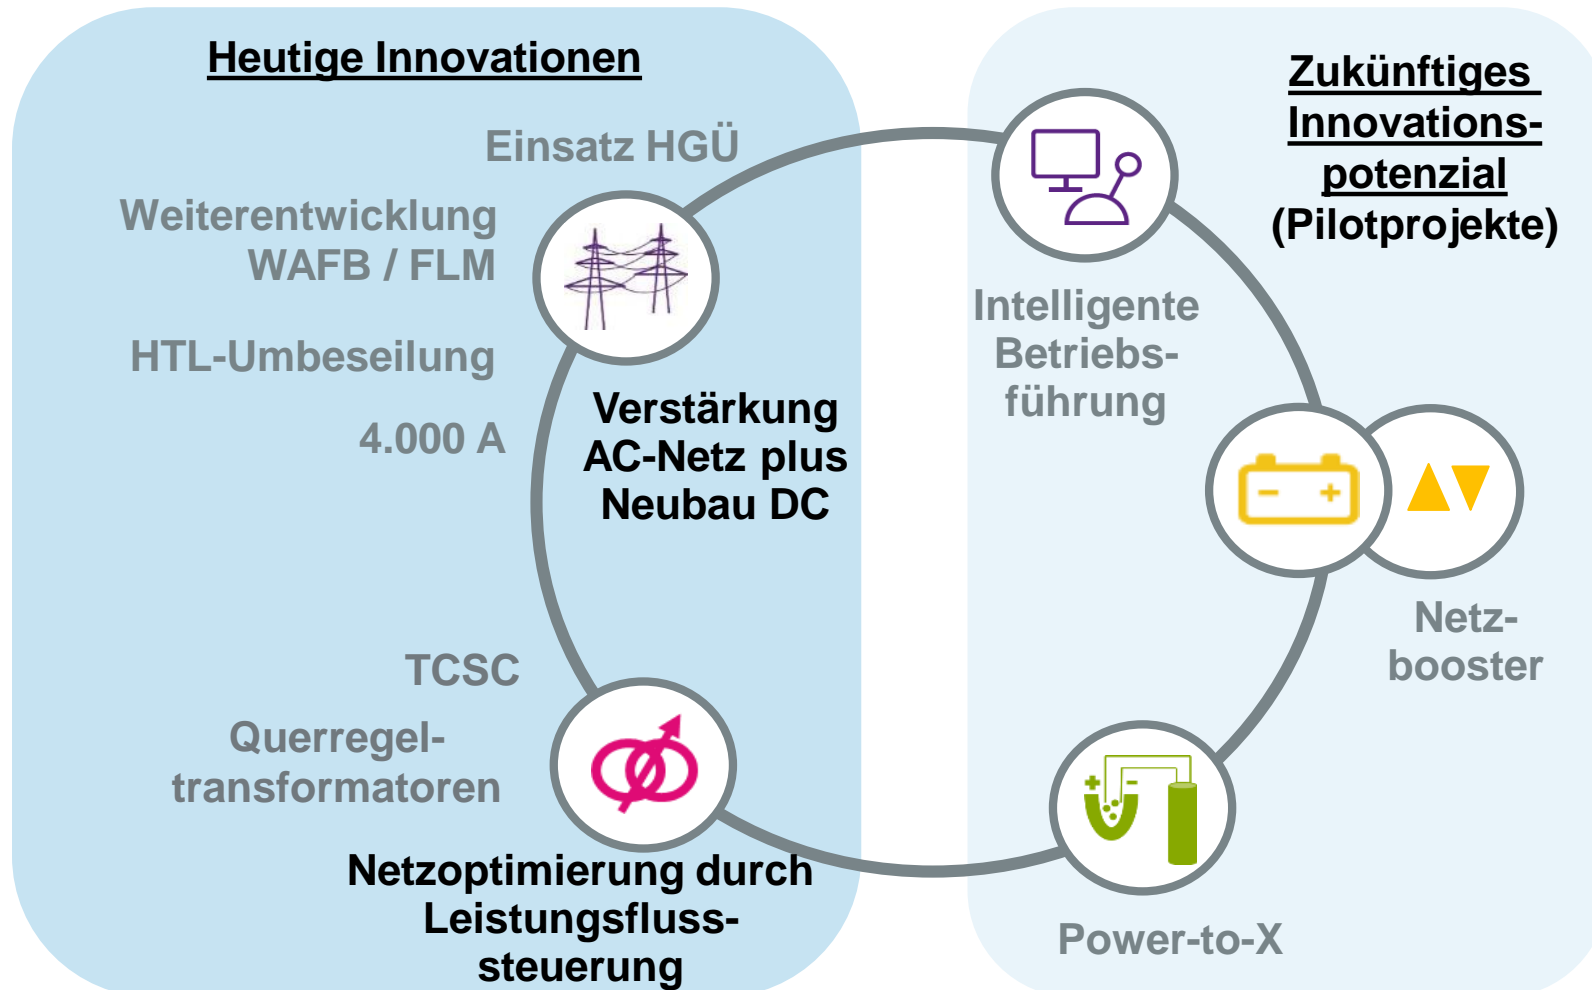 Heutige Innovationen
Einsatz HGÜ
Weiterentwicklung
WAFB / FLM
HTL-Umbeseilung
4.000 A
Verstärkung
AC-Netz plus
Neubau DC
TCSC
Querregel-
transformatoren
Netzoptimierung durch
Leistungsfluss-
steuerung
Zukünftiges
Innovations-
potenzial
(Pilotprojekte)
Intelligente
Betriebs-
führung
- +
Netz-
booster
+ -
Power-to-X